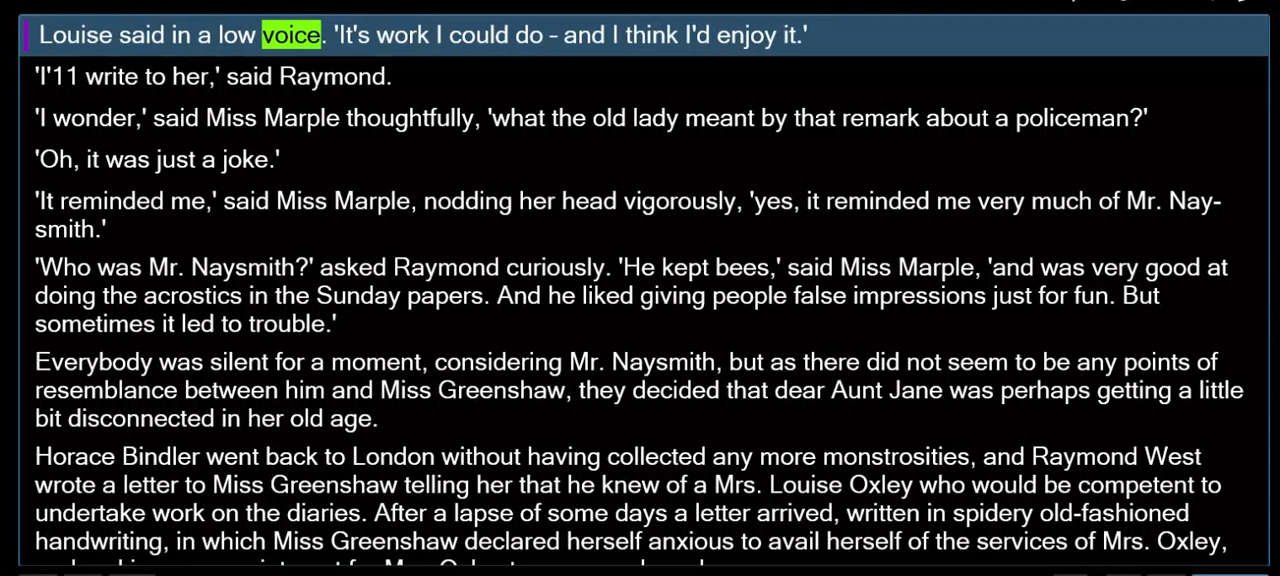 Louise said in a low voice. 'It's work I could do - and I think I'd enjoy it.'
'I'11 write to her,' said Raymond.
'I wonder,' said Miss Marple thoughtfully, 'what the old lady meant by that remark about a policeman?'
'Oh, it was just a joke.'
'It reminded me,' said Miss Marple, nodding her head vigorously, 'yes, it reminded me very much of Mr. Nay-
smith.'
'Who was Mr. Naysmith?' asked Raymond curiously. 'He kept bees,' said Miss Marple, 'and was very good at
doing the acrostics in the Sunday papers. And he liked giving people false impressions just for fun. But
sometimes it led to trouble.'
Everybody was silent for a moment, considering Mr. Naysmith, but as there did not seem to be any points of
resemblance between him and Miss Greenshaw, they decided that dear Aunt Jane was perhaps getting a little
bit disconnected in her old age.
Horace Bindler went back to London without having collected any more monstrosities, and Raymond West
wrote a letter to Miss Greenshaw telling her that he knew of a Mrs. Louise Oxley who would be competent to
undertake work on the diaries. After a lapse of some days a letter arrived, written in spidery old-fashioned
handwriting, in which Miss Greenshaw declared herself anxious to avail herself of the services of Mrs. Oxley,